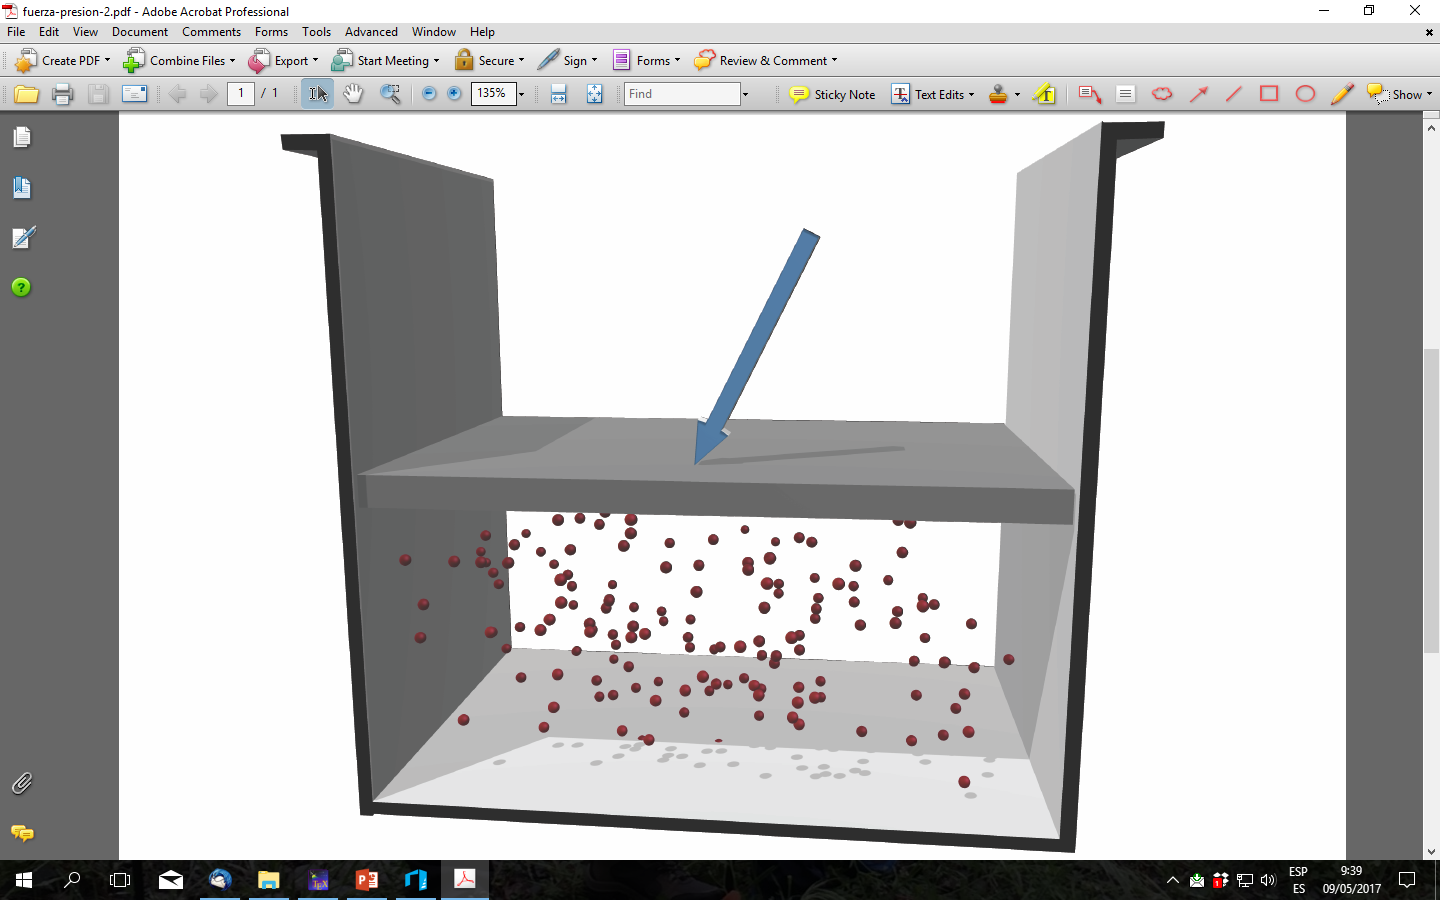 fuerza-presion-2.pdf - Adobe Acrobat Professional
File Edit View Document Comments Forms Tools Advanced Window Help
Create PDF Combine Files Export Start Meeting Secure Sign Forms Review & Comment
1 / 1 135% Find Sticky Note Text Edits Show
ESP 9:39
ES 09/05/2017